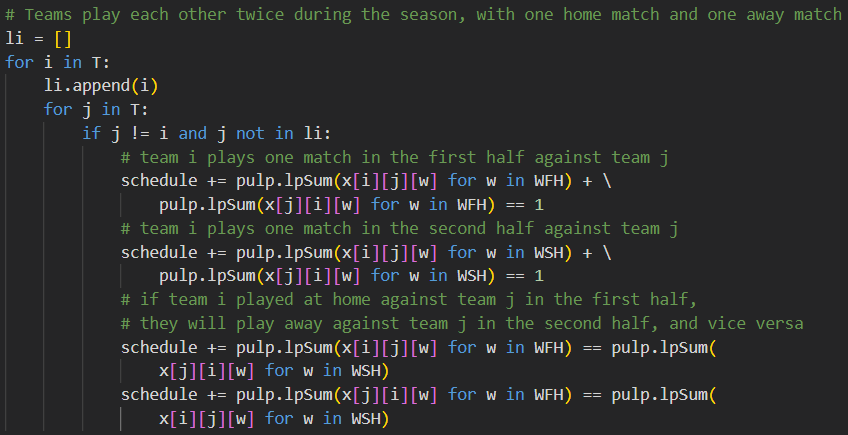 # Teams play each other twice during the season, with one home match and one away match
li = []
for i in T:
    li.append(i)
    for j in T:
        if j != i and j not in li:
            # team i plays one match in the first half against team j
            schedule += pulp.lpSum(x[i][j][w] for w in WFH) + \
                pulp.lpSum(x[j][i][w] for w in WFH) == 1
            # team i plays one match in the second half against team j
            schedule += pulp.lpSum(x[i][j][w] for w in WSH) + \
                pulp.lpSum(x[j][i][w] for w in WSH) == 1
            # if team i played at home against team j in the first half,
            # they will play away against team j in the second half, and vice versa
            schedule += pulp.lpSum(x[i][j][w] for w in WFH) == pulp.lpSum(
                x[j][i][w] for w in WSH)
            schedule += pulp.lpSum(x[j][i][w] for w in WFH) == pulp.lpSum(
                x[i][j][w] for w in WSH)